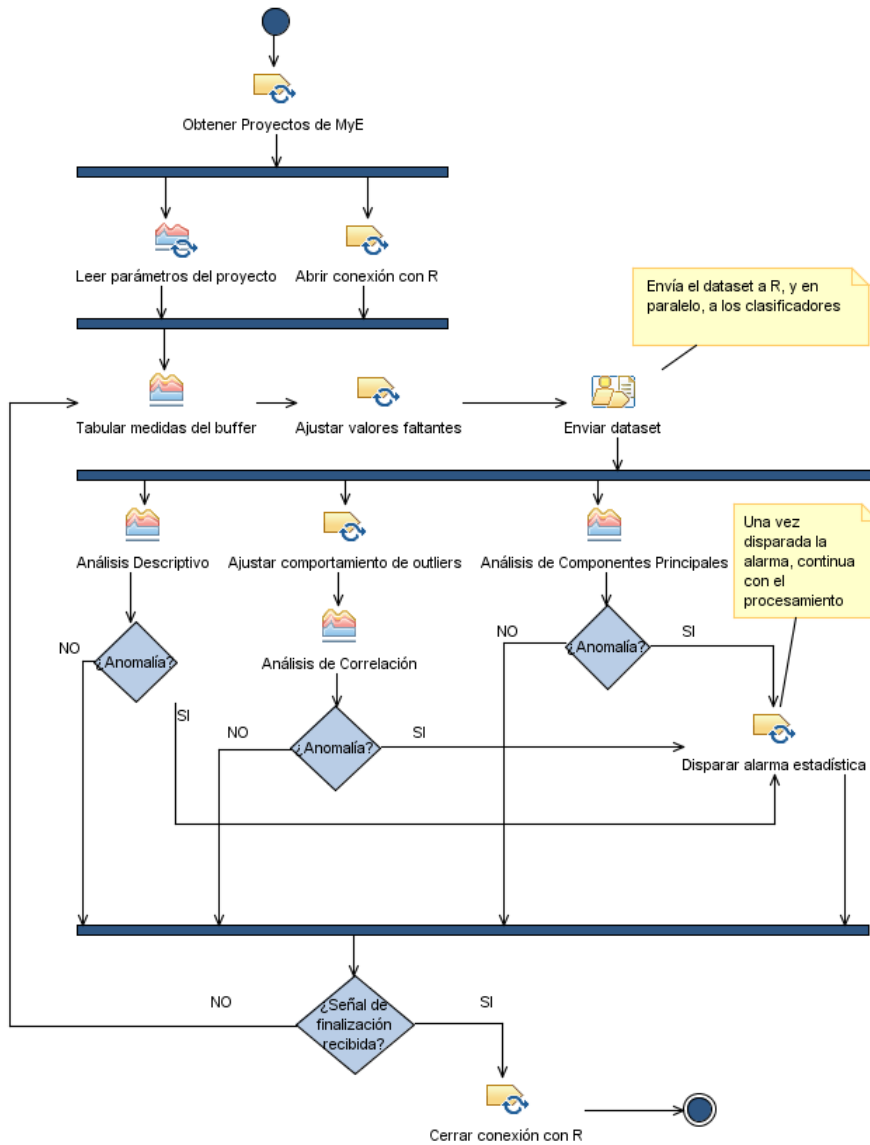 Obtener Proyectos de MyE
Leer parámetros del proyecto
Abrir conexión con R
Envía el dataset a R, y en
paralelo, a los clasificadores
Tabular medidas del buffer
Ajustar valores faltantes
Enviar dataset
Una vez
disparada la
alarma, continua
con el
procesamiento
Análisis Descriptivo
Ajustar comportamiento de outliers
Análisis de Componentes Principales
NO
¿Anomalía?
SI
Análisis de Correlación
NO
¿Anomalía?
SI
NO
¿Anomalía?
SI
Disparar alarma estadística
NO
¿Señal de
finalización
recibida?
SI
Cerrar conexión con R